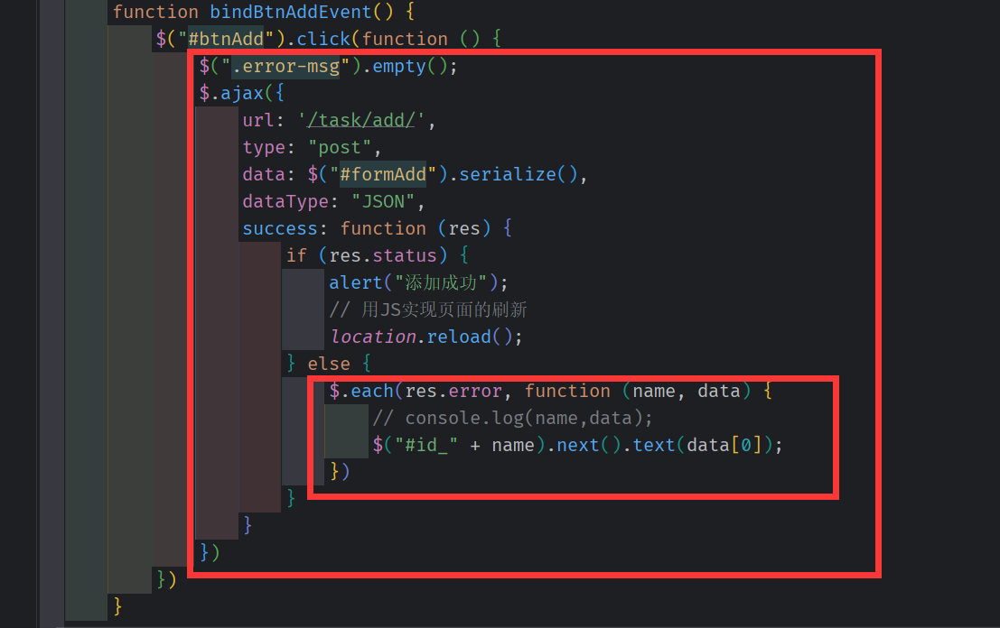 function bindBtnAddEvent() {
$("#btnAdd").click(function () {
$(".error-msg").empty();
$.ajax({
url: '/task/add/',
type: "post",
data: $("#formAdd").serialize(),
dataType: "JSON",
success: function (res) {
if (res.status) {
alert("添加成功");
// 用JS实现页面的刷新
location.reload();
} else {
$.each(res.error, function (name, data) {
// console.log(name,data);
$("#id_" + name).next().text(data[0]);
})
}
}
})
})
}